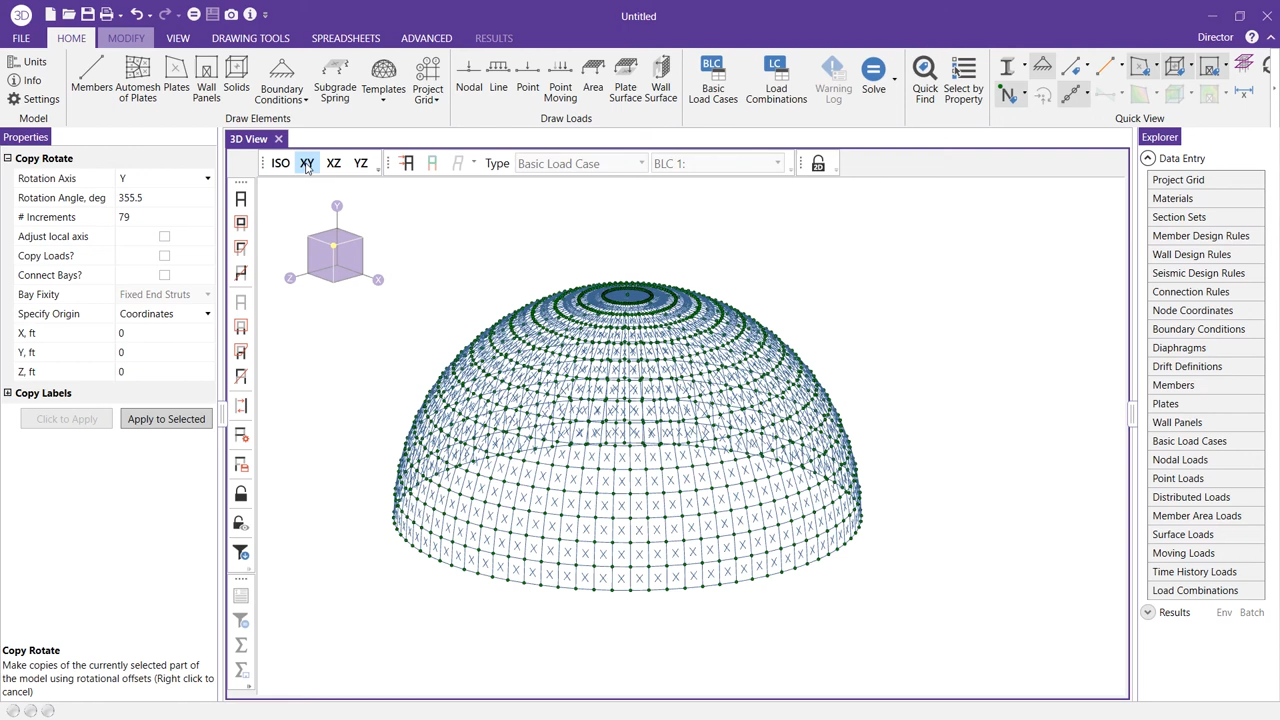 3D
Untitled
FILE HOME MODIFY VIEW DRAWING TOOLS SPREADSHEETS ADVANCED RESULTS Director
Units
Info
Settings
Model
Members
Automesh of Plates
Plates
Wall Panels
Solids
Boundary Conditions
Subgrade Spring
Templates
Project Grid
Draw Elements
Nodal
Line
Point
Point Moving
Area
Plate Surface
Wall Surface
Draw Loads
BLC
Basic Load Cases
LC
Load Combinations
Warning Log
Solve
Quick Find
Select by Property
N
Quick View
Properties
Copy Rotate
Rotation Axis Y
Rotation Angle, deg 355.5
# Increments 79
Adjust local axis
Copy Loads?
Connect Bays?
Bay Fixity Fixed End Struts
Specify Origin Coordinates
X, ft 0
Y, ft 0
Z, ft 0
Copy Labels
Click to Apply Apply to Selected
Copy Rotate
Make copies of the currently selected part
of the model using rotational offsets (Right click to
cancel)
3D View
ISO XY XZ YZ Type Basic Load Case BLC 1: 2D
Y
Z X
Explorer
Data Entry
Project Grid
Materials
Section Sets
Member Design Rules
Wall Design Rules
Seismic Design Rules
Connection Rules
Node Coordinates
Boundary Conditions
Diaphragms
Drift Definitions
Members
Plates
Wall Panels
Basic Load Cases
Nodal Loads
Point Loads
Distributed Loads
Member Area Loads
Surface Loads
Moving Loads
Time History Loads
Load Combinations
Results Env Batch